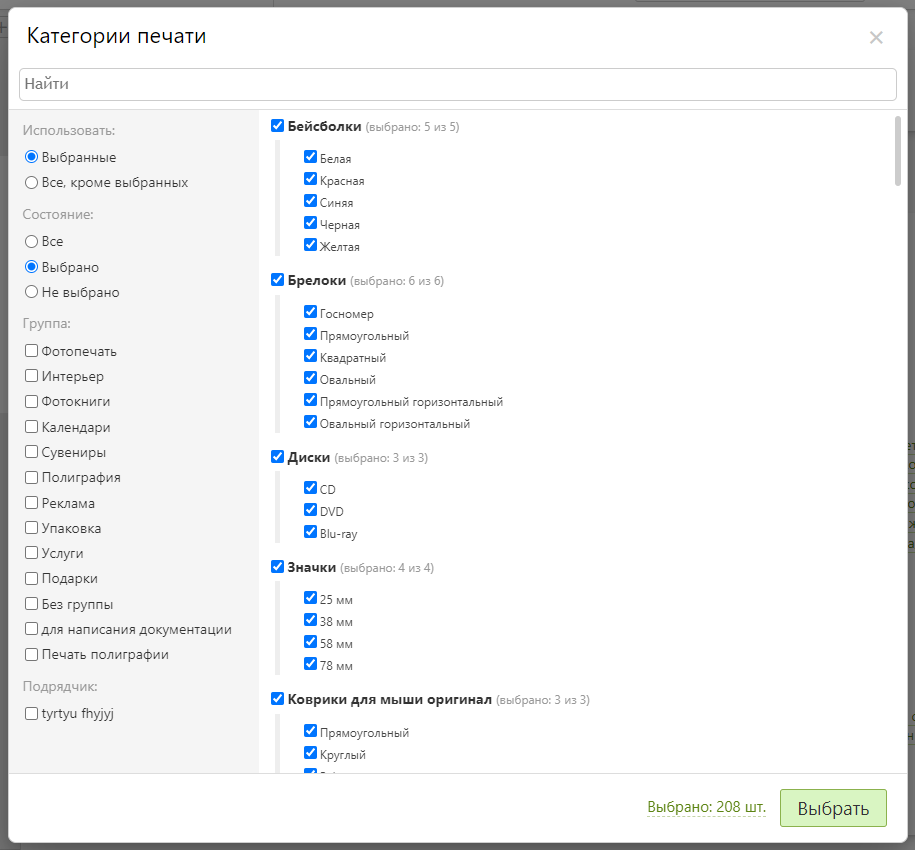 Категории печати
Найти
Использовать:
Выбранные
Все, кроме выбранных
Состояние:
Все
Выбрано
Не выбрано
Группа:
Фотопечать
Интерьер
Фотокниги
Календари
Сувениры
Полиграфия
Реклама
Упаковка
Услуги
Подарки
Без группы
для написания документации
Печать полиграфии
Подрядчик:
tyrtyu fhyjyj
Бейсболки (выбрано: 5 из 5)
Белая
Красная
Синяя
Черная
Желтая
Брелоки (выбрано: 6 из 6)
Госномер
Прямоугольный
Квадратный
Овальный
Прямоугольный горизонтальный
Овальный горизонтальный
Диски (выбрано: 3 из 3)
CD
DVD
Blu-ray
Значки (выбрано: 4 из 4)
25 мм
38 мм
58 мм
78 мм
Коврики для мыши оригинал (выбрано: 3 из 3)
Прямоугольный
Круглый
Выбрано: 208 шт.
Выбрать